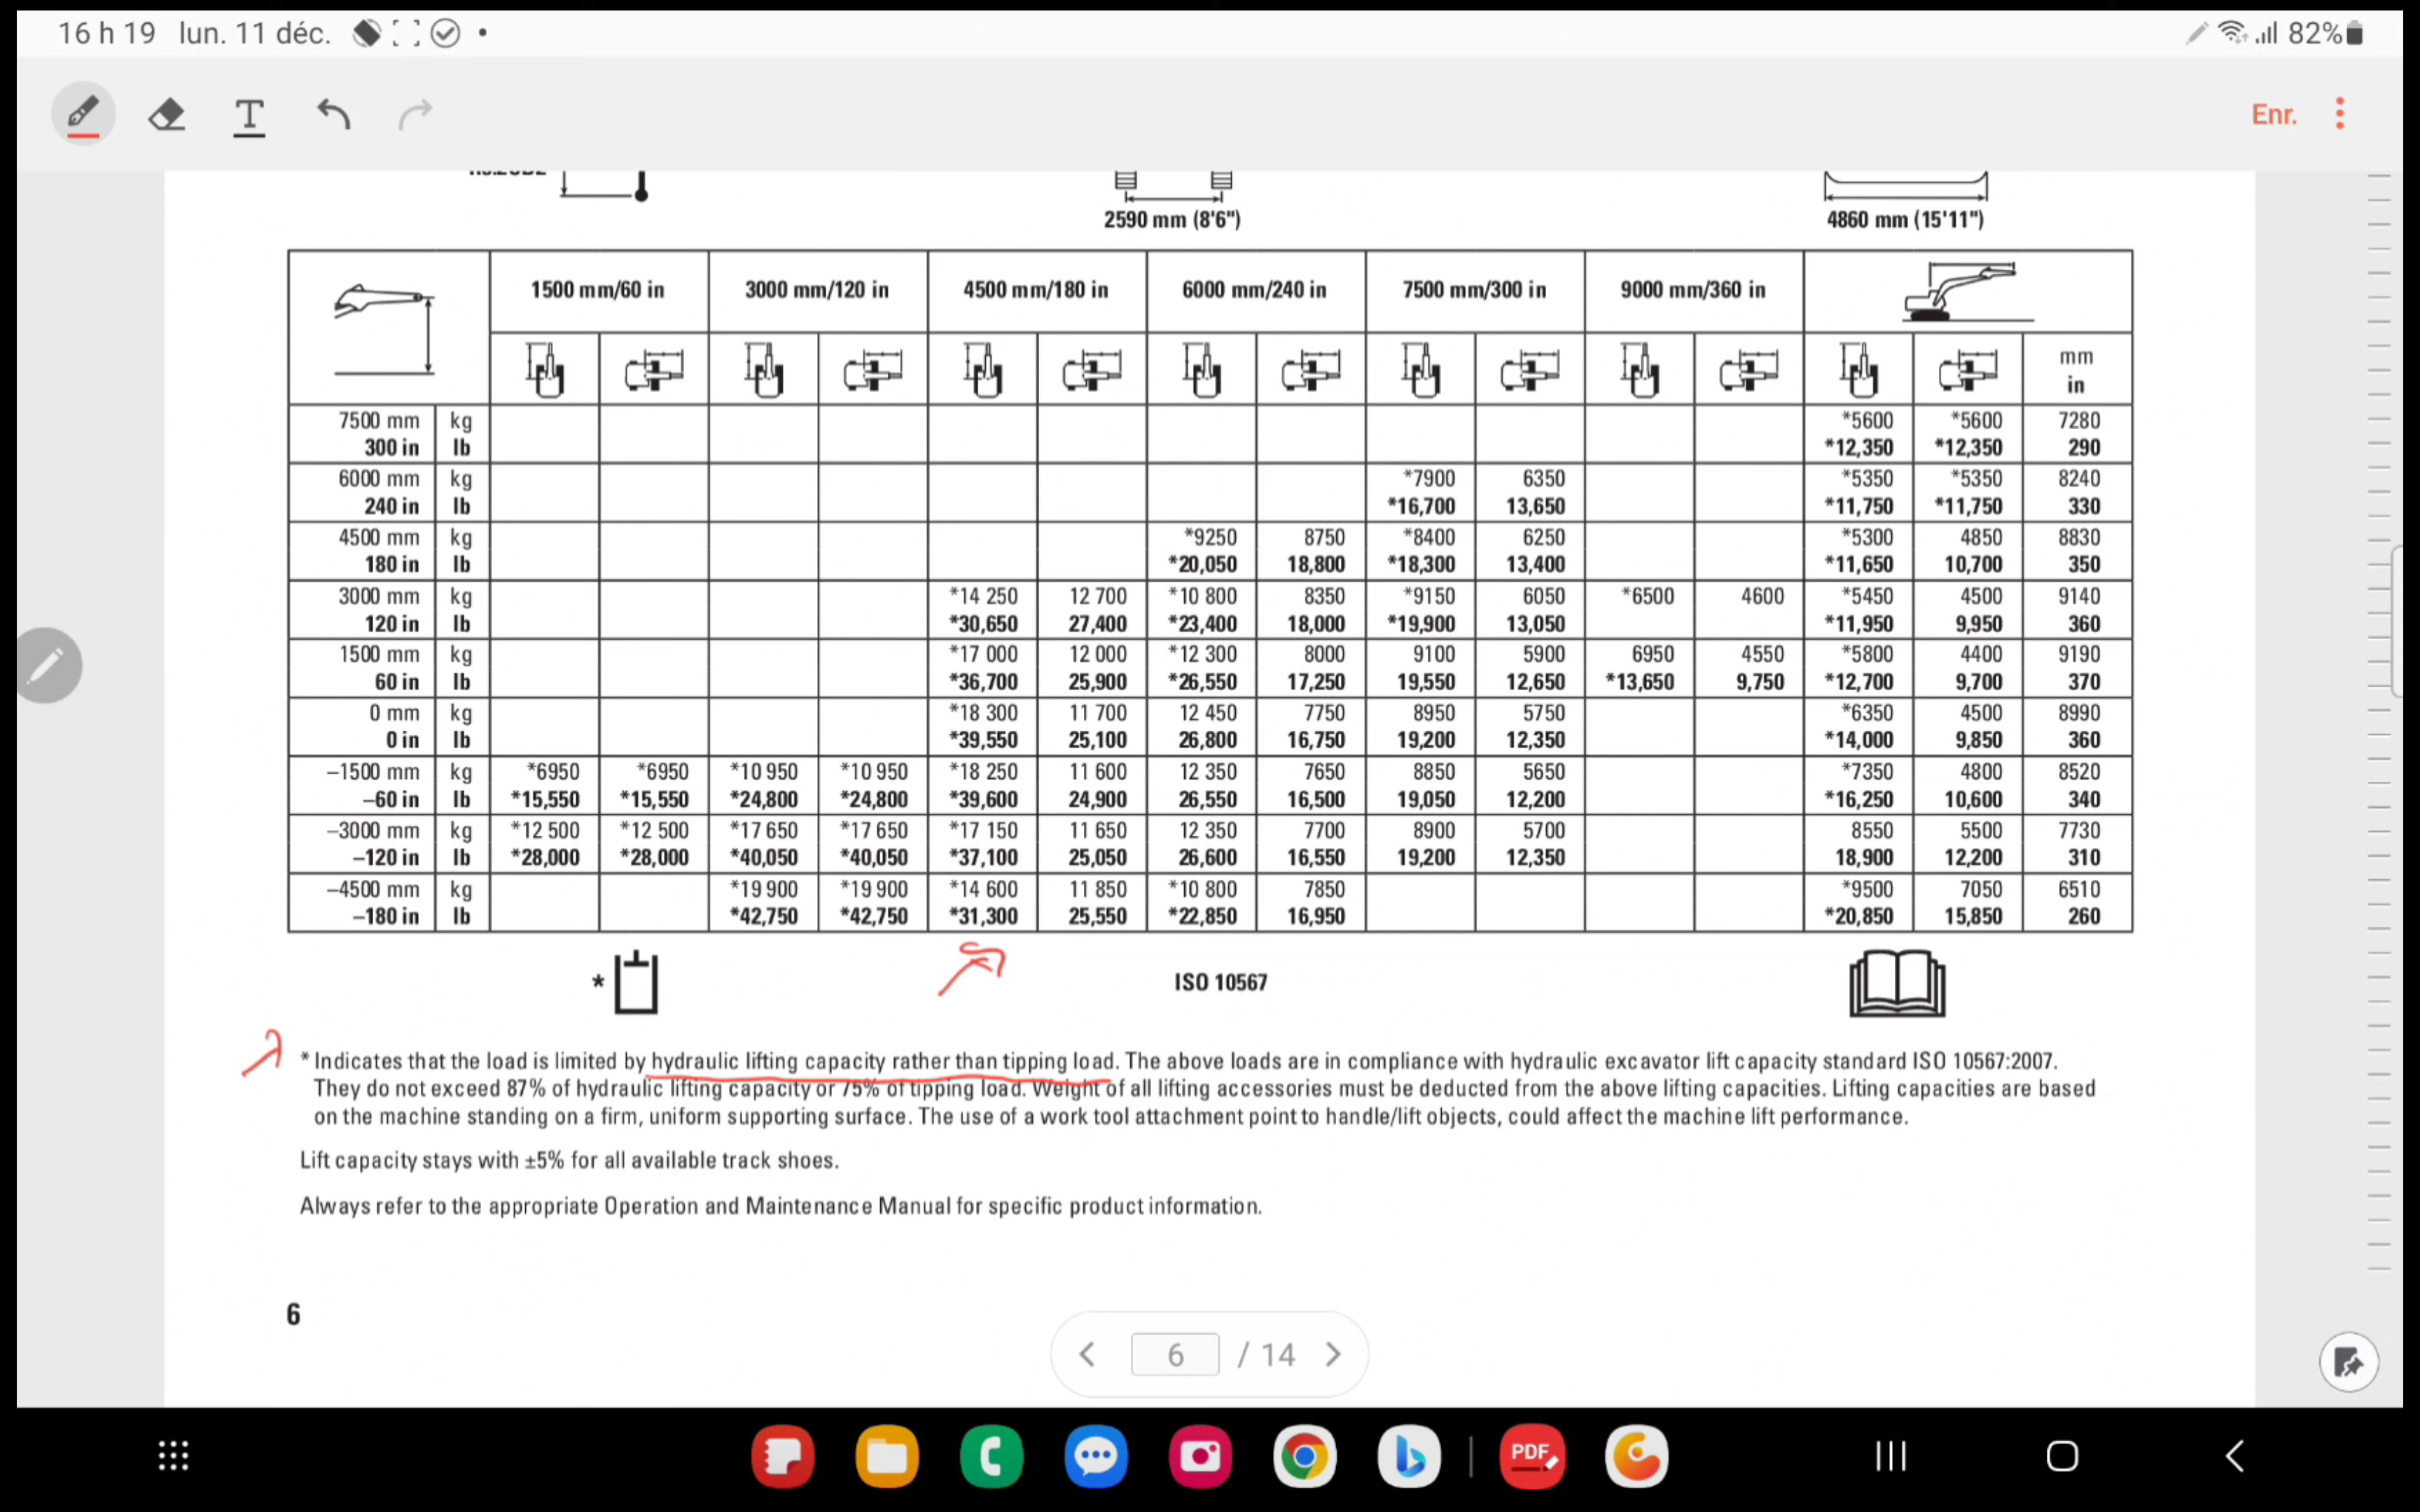 16 h 19 lun. 11 déc. 82%
T Enr.
2590 mm (8'6") 4860 mm (15'11")
1500 mm/60 in 3000 mm/120 in 4500 mm/180 in 6000 mm/240 in 7500 mm/300 in 9000 mm/360 in
mm
in
7500 mm kg *5600 *5600 7280
300 in lb *12,350 *12,350 290
6000 mm kg *7900 6350 *5350 *5350 8240
240 in lb *16,700 13,650 *11,750 *11,750 330
4500 mm kg *9250 8750 *8400 6250 *5300 4850 8830
180 in lb *20,050 18,800 *18,300 13,400 *11,650 10,700 350
3000 mm kg *14 250 12 700 *10 800 8350 *9150 6050 *6500 4600 *5450 4500 9140
120 in lb *30,650 27,400 *23,400 18,000 *19,900 13,050 *11,950 9,950 360
1500 mm kg *17 000 12 000 *12 300 8000 9100 5900 6950 4550 *5800 4400 9190
60 in lb *36,700 25,900 *26,550 17,250 19,550 12,650 *13,650 9,750 *12,700 9,700 370
0 mm kg *18 300 11 700 12 450 7750 8950 5750 *6350 4500 8990
0 in lb *39,550 25,100 26,800 16,750 19,200 12,350 *14,000 9,850 360
–1500 mm kg *6950 *6950 *10 950 *10 950 *18 250 11 600 12 350 7650 8850 5650 *7350 4800 8520
–60 in lb *15,550 *15,550 *24,800 *24,800 *39,600 24,900 26,550 16,500 19,050 12,200 *16,250 10,600 340
–3000 mm kg *12 500 *12 500 *17 650 *17 650 *17 150 11 650 12 350 7700 8900 5700 8550 5500 7730
–120 in lb *28,000 *28,000 *40,050 *40,050 *37,100 25,050 26,600 16,550 19,200 12,350 18,900 12,200 310
–4500 mm kg *19 900 *19 900 *14 600 11 850 *10 800 7850 *9500 7050 6510
–180 in lb *42,750 *42,750 *31,300 25,550 *22,850 16,950 *20,850 15,850 260
* ISO 10567
* Indicates that the load is limited by hydraulic lifting capacity rather than tipping load. The above loads are in compliance with hydraulic excavator lift capacity standard ISO 10567:2007.
They do not exceed 87% of hydraulic lifting capacity or 75% of tipping load. Weight of all lifting accessories must be deducted from the above lifting capacities. Lifting capacities are based
on the machine standing on a firm, uniform supporting surface. The use of a work tool attachment point to handle/lift objects, could affect the machine lift performance.
Lift capacity stays with ±5% for all available track shoes.
Always refer to the appropriate Operation and Maintenance Manual for specific product information.
6
6 / 14
PDF